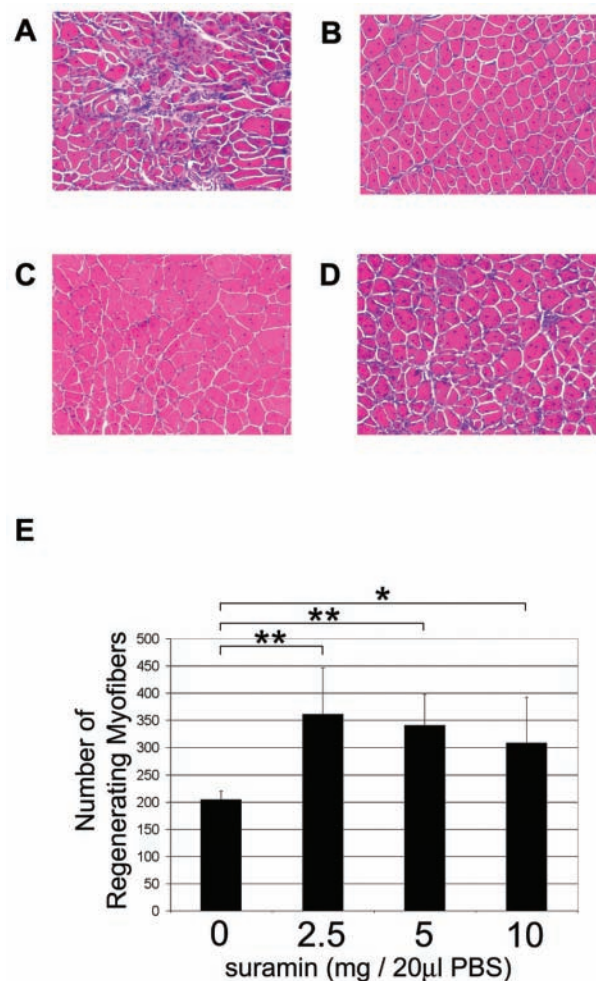 A
B
C
D
E
*
**
**
500
450
400
350
300
250
200
150
100
50
0
Number of
Regenerating Myofibers
0 2.5 5 10
suramin (mg / 20μl PBS)